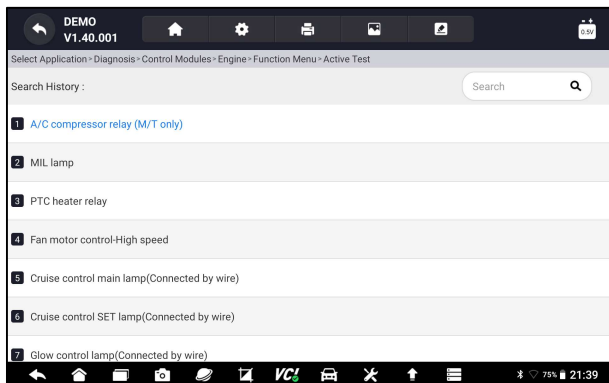 DEMO
V1.40.001
0.5V
Select Application > Diagnosis > Control Modules > Engine > Function Menu > Active Test
Search History :
Search
1 A/C compressor relay (M/T only)
2 MIL lamp
3 PTC heater relay
4 Fan motor control-High speed
5 Cruise control main lamp(Connected by wire)
6 Cruise control SET lamp(Connected by wire)
7 Glow control lamp(Connected by wire)
VC! 75% 21:39